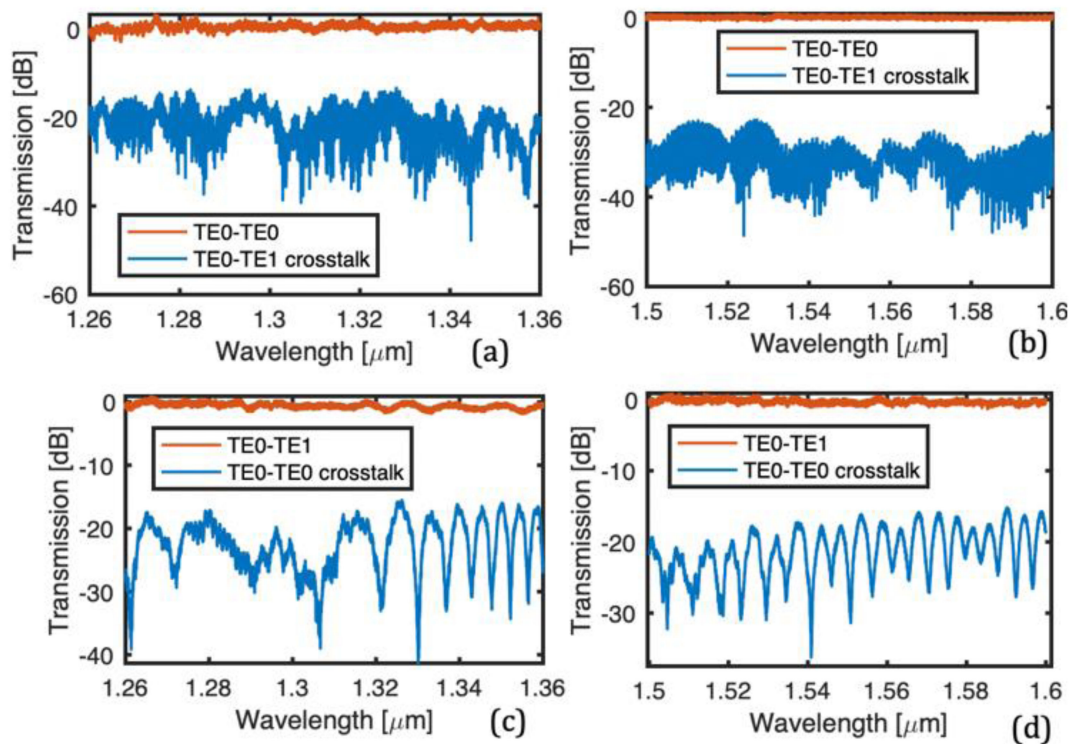 0
-20
-40
-60
Transmission [dB]
TE0-TE0
TE0-TE1 crosstalk
1.26 1.28 1.3 1.32 1.34 1.36
Wavelength [μm]
(a)
0
-20
-40
-60
Transmission [dB]
TE0-TE0
TE0-TE1 crosstalk
1.5 1.52 1.54 1.56 1.58 1.6
Wavelength [μm]
(b)
0
-10
-20
-30
-40
Transmission [dB]
TE0-TE1
TE0-TE0 crosstalk
1.26 1.28 1.3 1.32 1.34 1.36
Wavelength [μm]
(c)
0
-10
-20
-30
Transmission [dB]
TE0-TE1
TE0-TE0 crosstalk
1.5 1.52 1.54 1.56 1.58 1.6
Wavelength [μm]
(d)